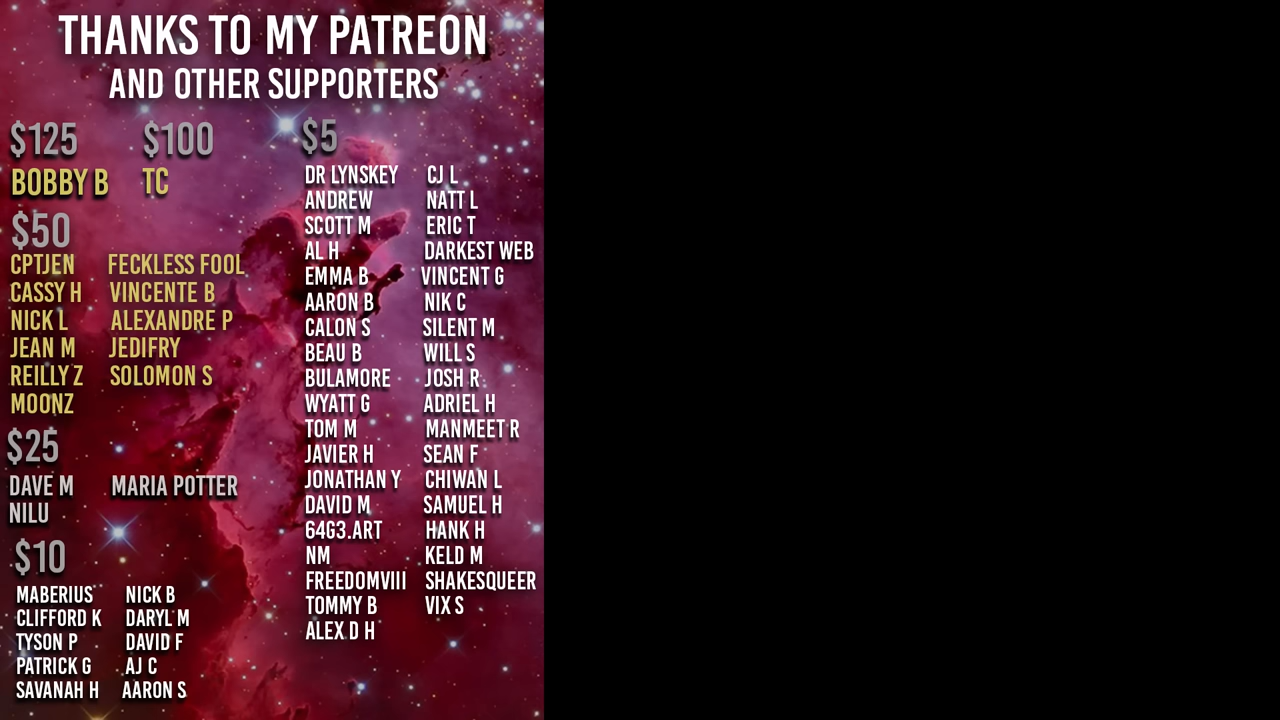 THANKS TO MY PATREON
AND OTHER SUPPORTERS
$125
BOBBY B
$100
TC
$50
CPTJEN
CASSY H
NICK L
JEAN M
REILLY Z
MOONZ
FECKLESS FOOL
VINCENTE B
ALEXANDRE P
JEDIFRY
SOLOMON S
$25
DAVE M
NILU
MARIA POTTER
$10
MABERIUS
CLIFFORD K
TYSON P
PATRICK G
SAVANAH H
NICK B
DARYL M
DAVID F
AJ C
AARON S
$5
DR LYNSKEY
ANDREW
SCOTT M
AL H
EMMA B
AARON B
CALON S
BEAU B
BULAMORE
WYATT G
TOM M
JAVIER H
JONATHAN Y
DAVID M
64G3.ART
NM
FREEDOMVIII
TOMMY B
ALEX D H
CJ L
NATT L
ERIC T
DARKEST WEB
VINCENT G
NIK C
SILENT M
WILL S
JOSH R
ADRIEL H
MANMEET R
SEAN F
CHIWAN L
SAMUEL H
HANK H
KELD M
SHAKESQUEER
VIX S